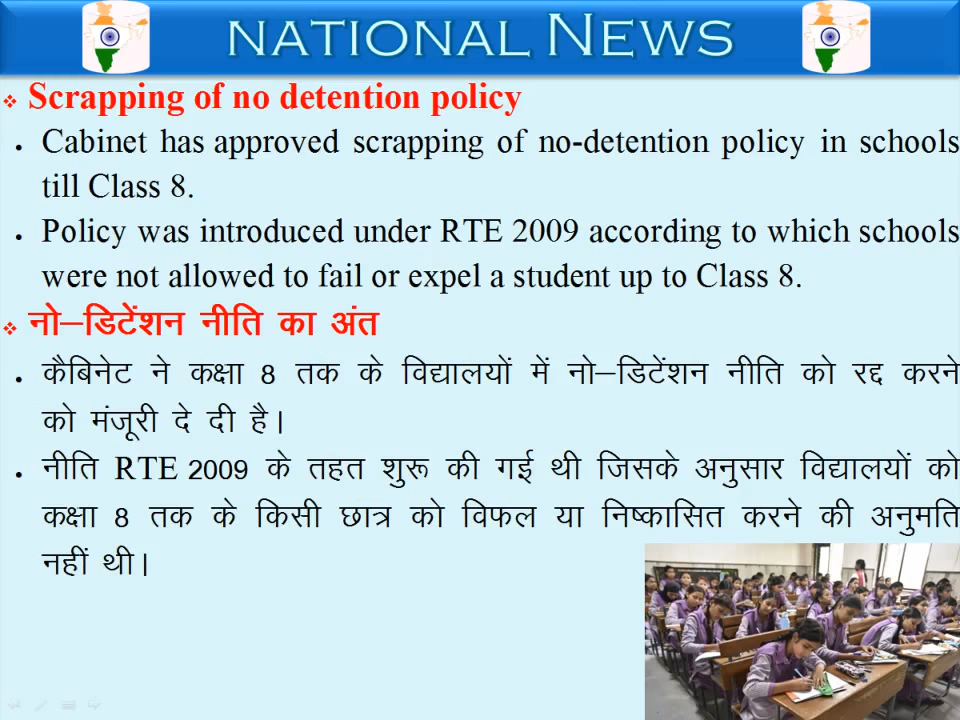 NATIONAL NEWS
❖ Scrapping of no detention policy
• Cabinet has approved scrapping of no-detention policy in schools
till Class 8.
• Policy was introduced under RTE 2009 according to which schools
were not allowed to fail or expel a student up to Class 8.
❖ नो–डिटेंशन नीति का अंत
• कैबिनेट ने कक्षा 8 तक के विद्यालयों में नो–डिटेंशन नीति को रद्द करने
को मंजूरी दे दी है।
• नीति RTE 2009 के तहत शुरू की गई थी जिसके अनुसार विद्यालयों को
कक्षा 8 तक के किसी छात्र को विफल या निष्कासित करने की अनुमति
नहीं थी।